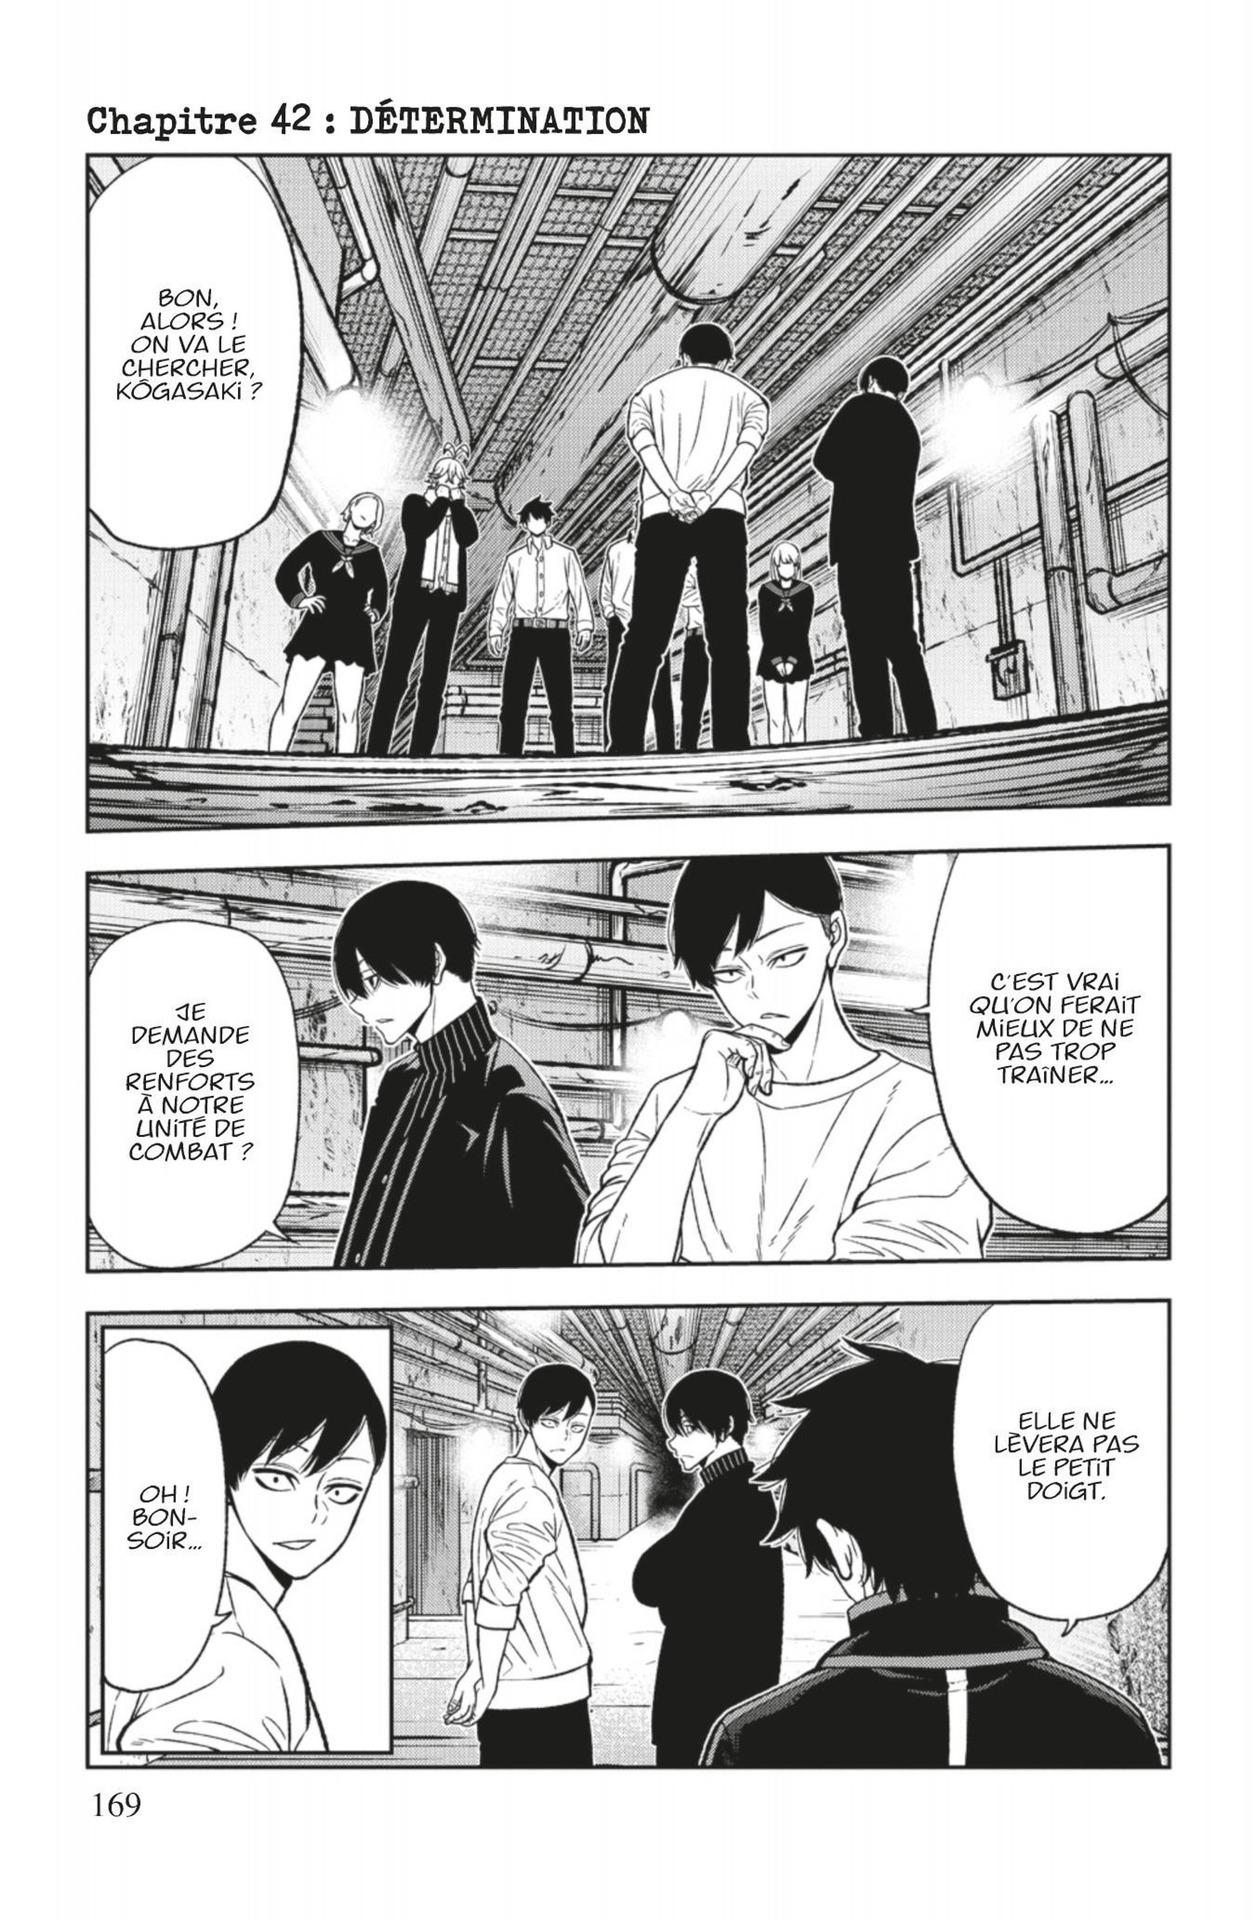 Chapitre 42 : DÉTERMINATION
BON,
ALORS !
ON VA LE
CHERCHER,
KÔGASAKI ?
C'EST VRAI
QU'ON FERAIT
MIEUX DE NE
PAS TROP
TRAÎNER...
JE
DEMANDE
DES
RENFORTS
À NOTRE
UNITÉ DE
COMBAT ?
ELLE NE
LÈVERA PAS
LE PETIT
DOIGT.
OH !
BON-
SOIR...
169